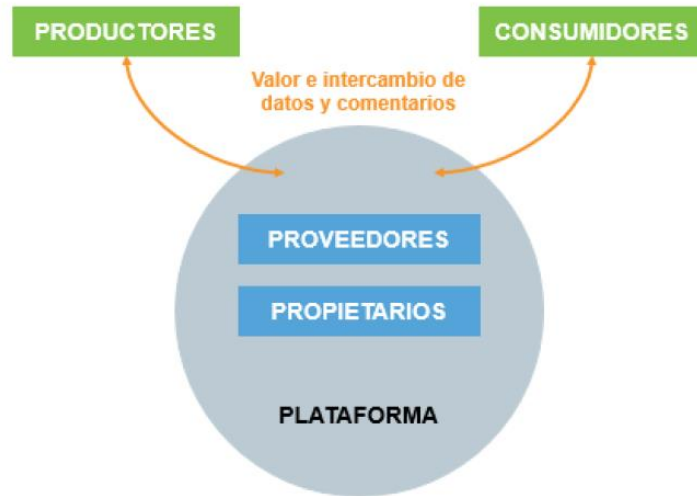 PRODUCTORES
CONSUMIDORES
Valor e intercambio de
datos y comentarios
PROVEEDORES
PROPIETARIOS
PLATAFORMA